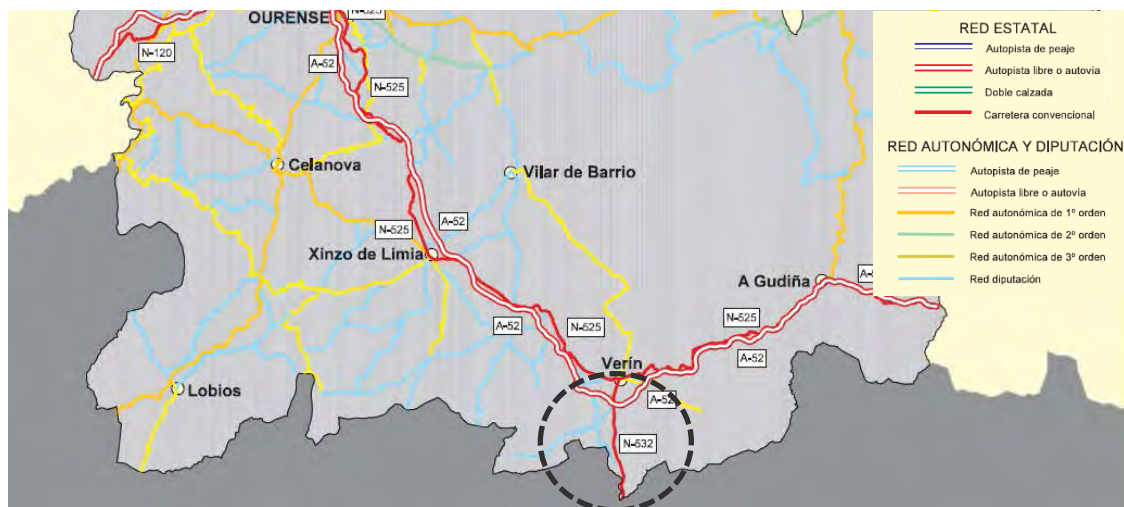 OURENSE
N-525
N-120
A-52
N-525
Celanova
Vilar de Barrio
N-525
A-52
Xinzo de Limia
A Gudiña
A-52
N-525
N-525
A-52
Verín
Lobios
A-52
N-532
RED ESTATAL
Autopista de peaje
Autopista libre o autovía
Doble calzada
Carretera convencional
RED AUTONÓMICA Y DIPUTACIÓN
Autopista de peaje
Autopista libre o autovía
Red autonómica de 1º orden
Red autonómica de 2º orden
Red autonómica de 3º orden
Red diputación